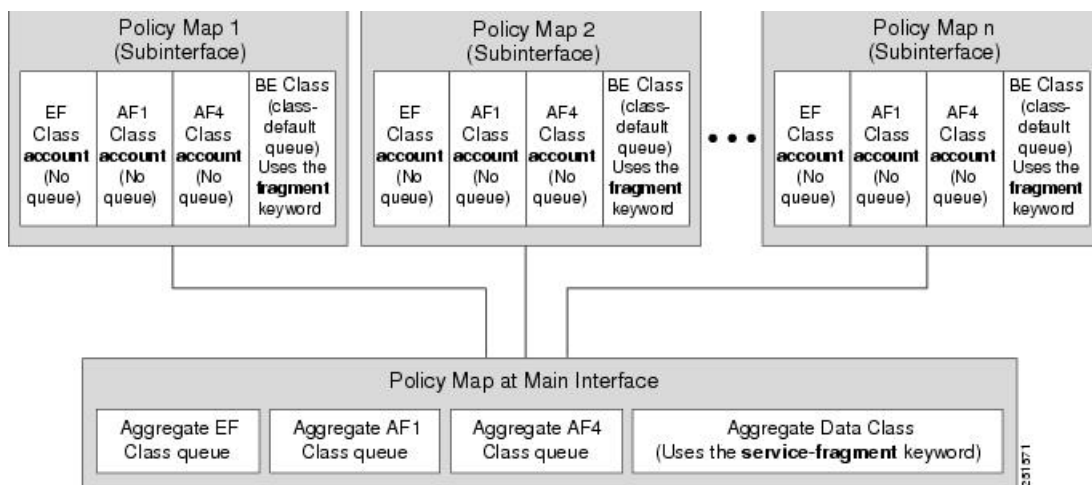 Policy Map 1
(Subinterface)
EF
Class
account
(No
queue)
AF1
Class
account
(No
queue)
AF4
Class
account
(No
queue)
BE Class
(class-
default
queue)
Uses the
fragment
keyword
Policy Map 2
(Subinterface)
EF
Class
account
(No
queue)
AF1
Class
account
(No
queue)
AF4
Class
account
(No
queue)
BE Class
(class-
default
queue)
Uses the
fragment
keyword
Policy Map n
(Subinterface)
EF
Class
account
(No
queue)
AF1
Class
account
(No
queue)
AF4
Class
account
(No
queue)
BE Class
(class-
default
queue)
Uses the
fragment
keyword
Policy Map at Main Interface
Aggregate EF
Class queue
Aggregate AF1
Class queue
Aggregate AF4
Class queue
Aggregate Data Class
(Uses the service-fragment keyword)
251571